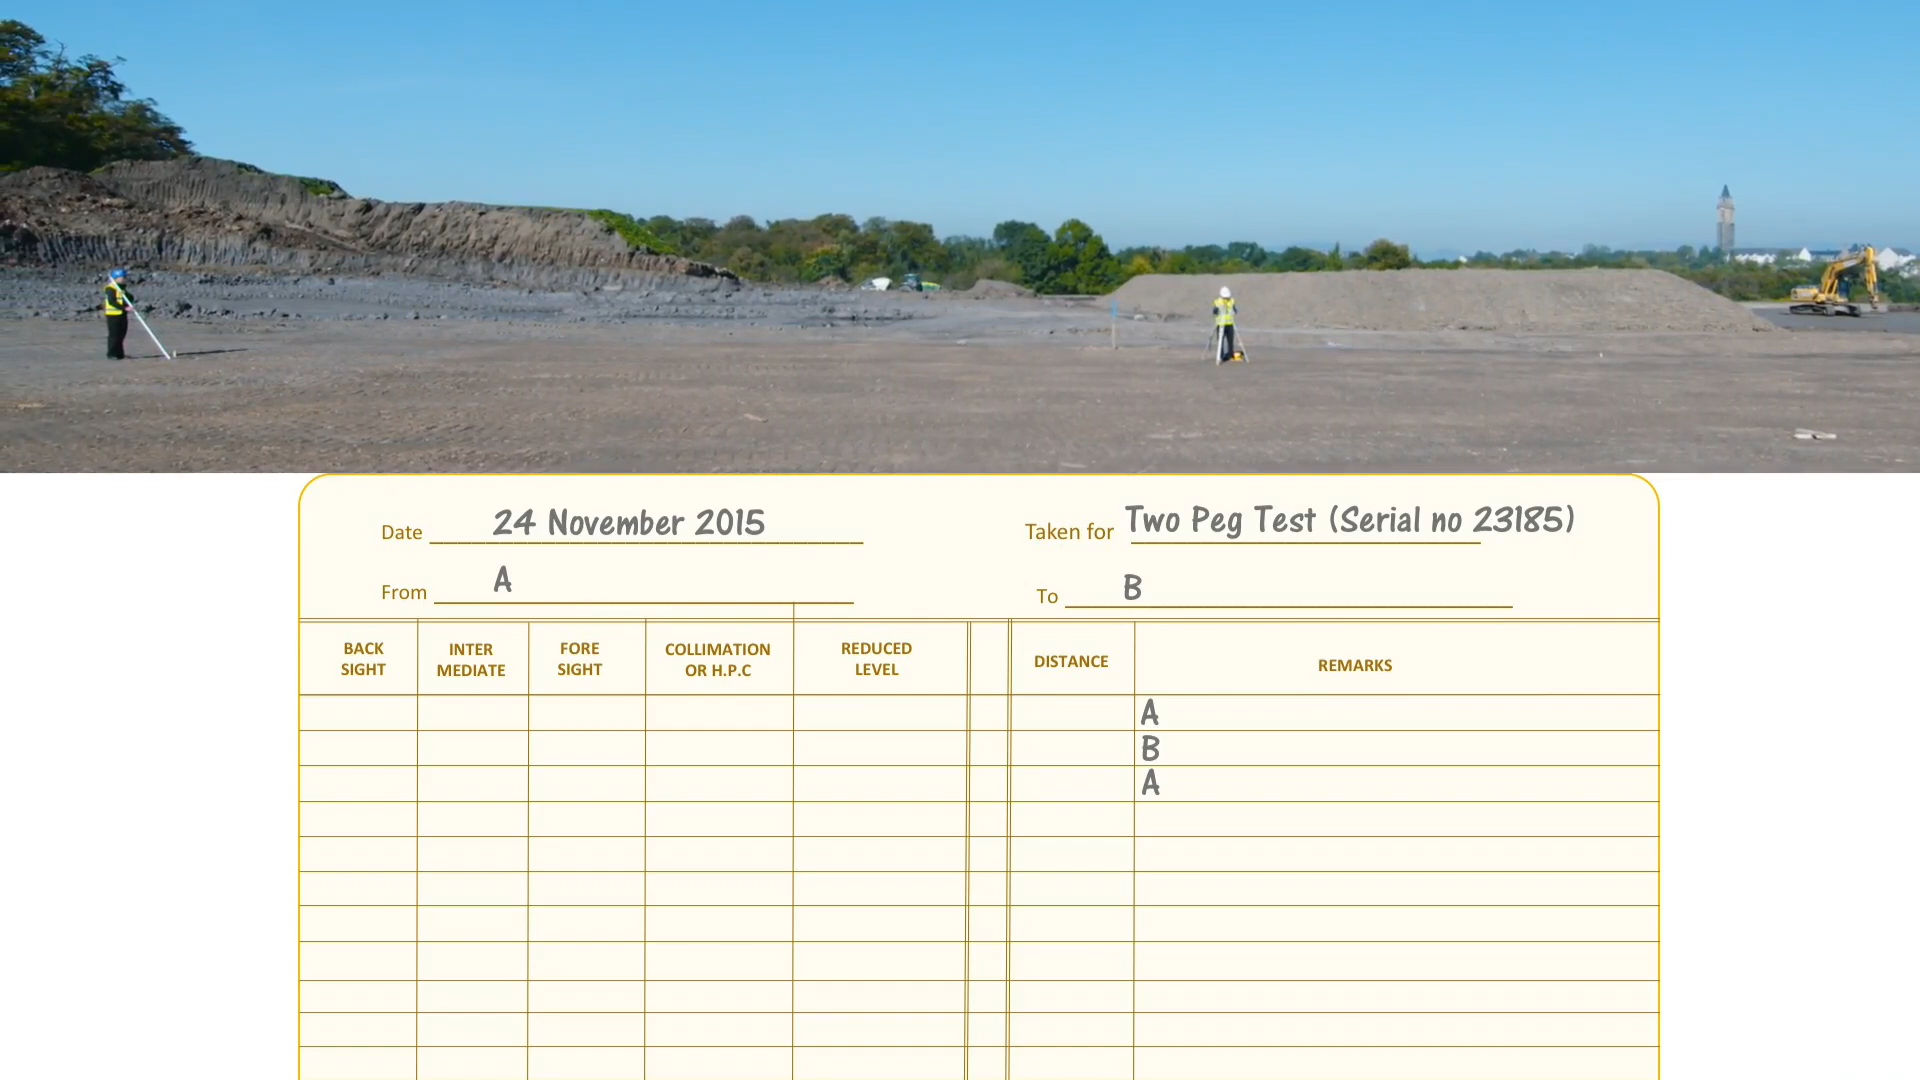 Date 24 November 2015 Taken for Two Peg Test (Serial no 23185)
From A To B
BACK SIGHT INTER MEDIATE FORE SIGHT COLLIMATION OR H.P.C REDUCED LEVEL DISTANCE REMARKS
A
B
A